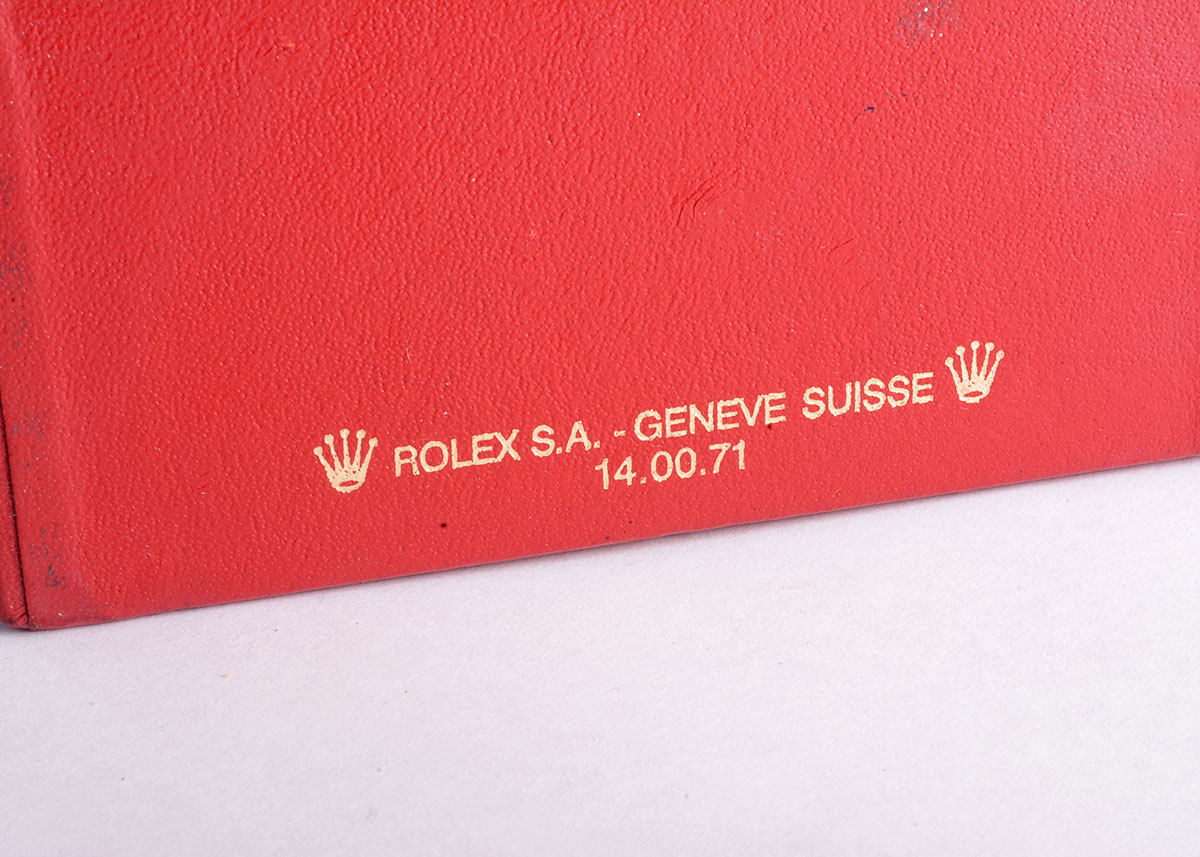 ROLEX S.A. - GENEVE SUISSE
14.00.71